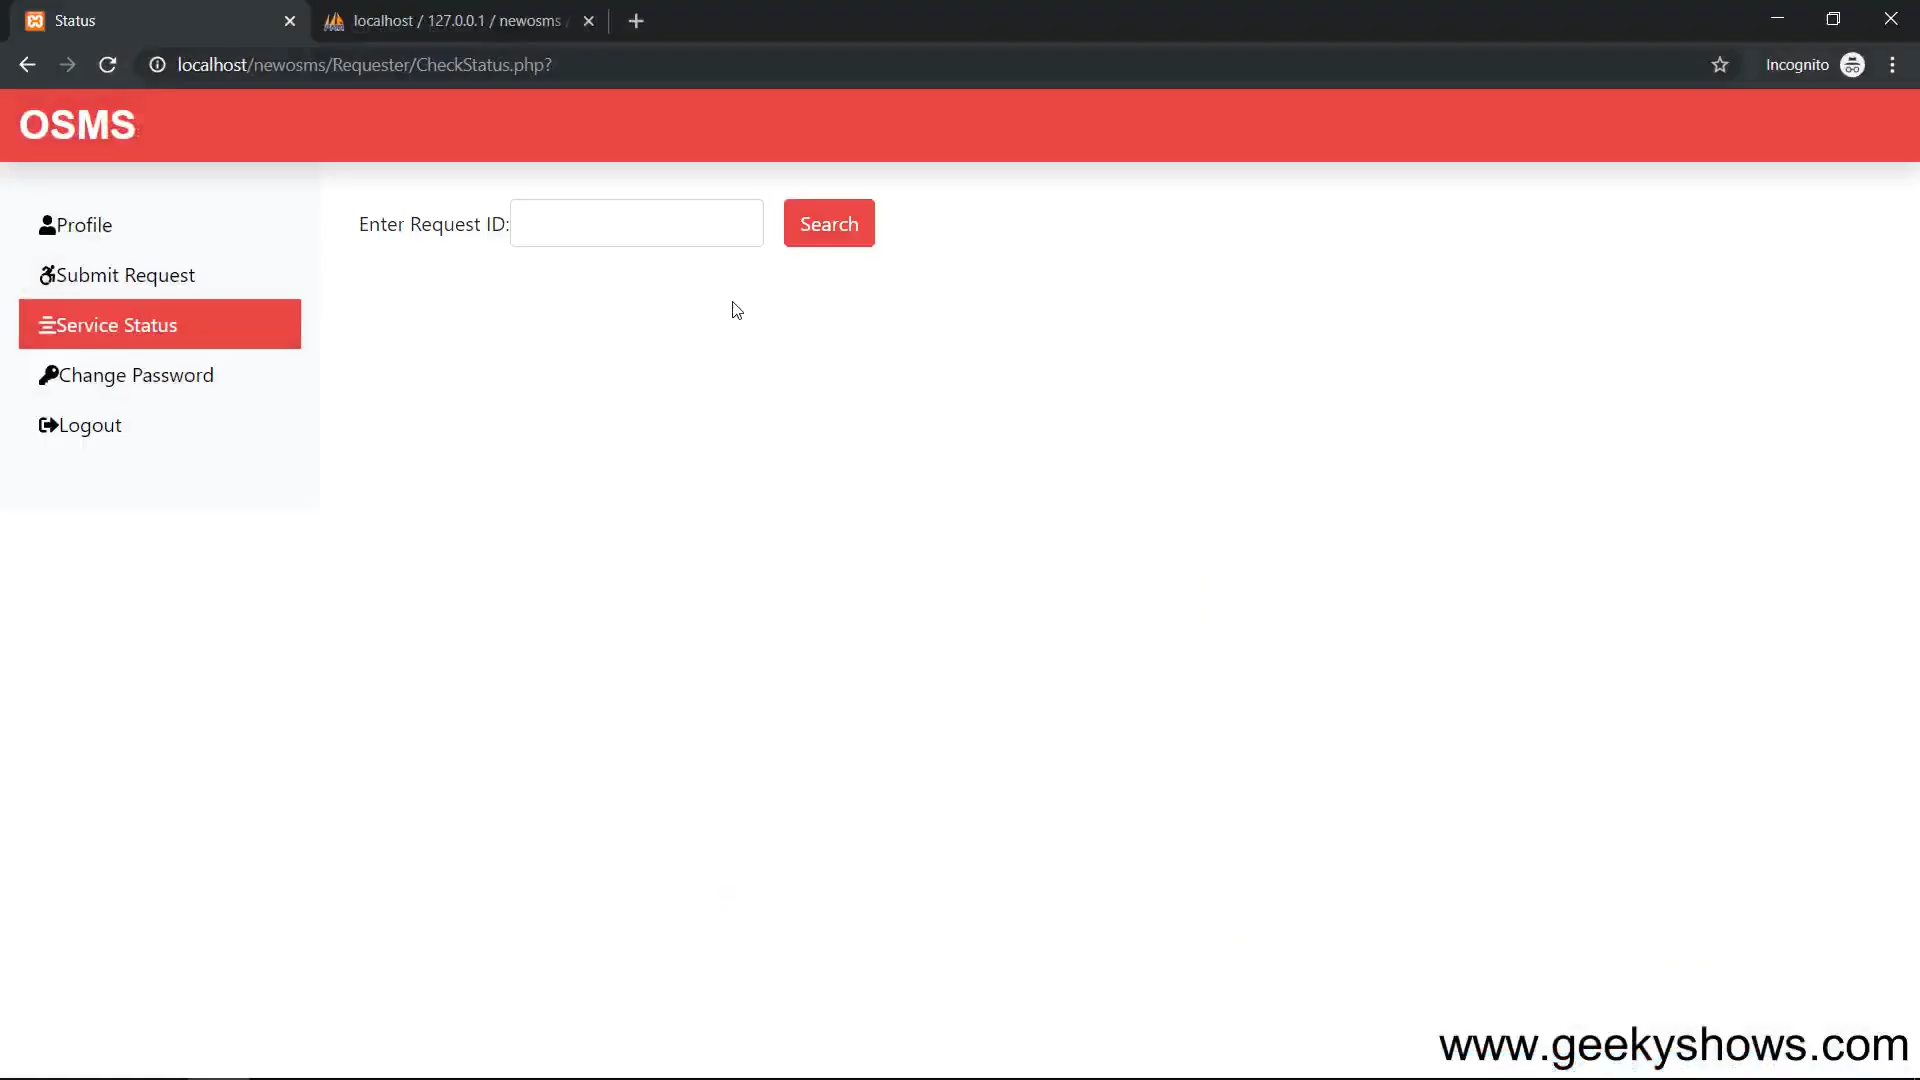 Status
localhost / 127.0.0.1 / newosms /
localhost/newosms/Requester/CheckStatus.php?
Incognito
OSMS
Profile
Enter Request ID:
Search
Submit Request
Service Status
Change Password
Logout
www.geekyshows.com